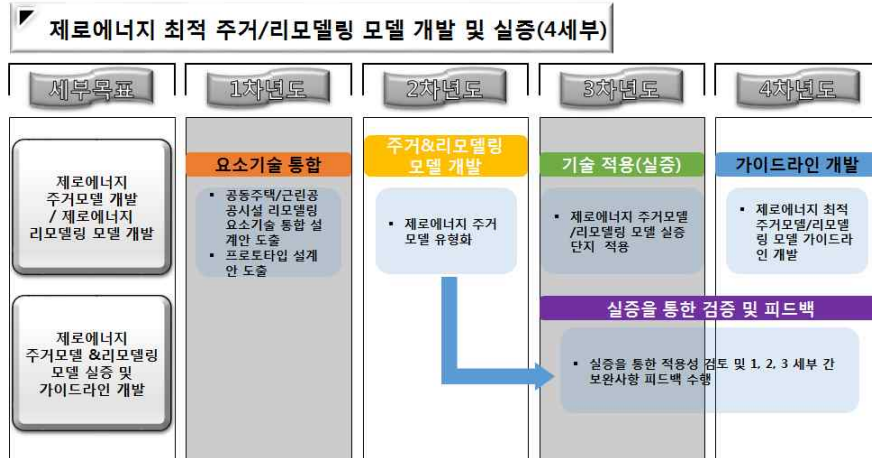 제로에너지 최적 주거/리모델링 모델 개발 및 실증(4세부)
세부목표
1차년도
2차년도
3차년도
4차년도
제로에너지
주거모델 개발
/ 제로에너지
리모델링 모델 개발
요소기술 통합
▪ 공동주택/근린공
공시설 리모델링
요소기술 통합 설
계안 도출
▪ 프로토타입 설계
안 도출
주거&리모델링
모델 개발
▪ 제로에너지 주거
모델 유형화
기술 적용(실증)
▪ 제로에너지 주거모델
/리모델링 모델 실증
단지 적용
가이드라인 개발
▪ 제로에너지 최적
주거모델/리모델
링 모델 가이드라
인 개발
제로에너지
주거모델 &리모델링
모델 실증 및
가이드라인 개발
실증을 통한 검증 및 피드백
▪ 실증을 통한 적용성 검토 및 1, 2, 3 세부 간
보완사항 피드백 수행